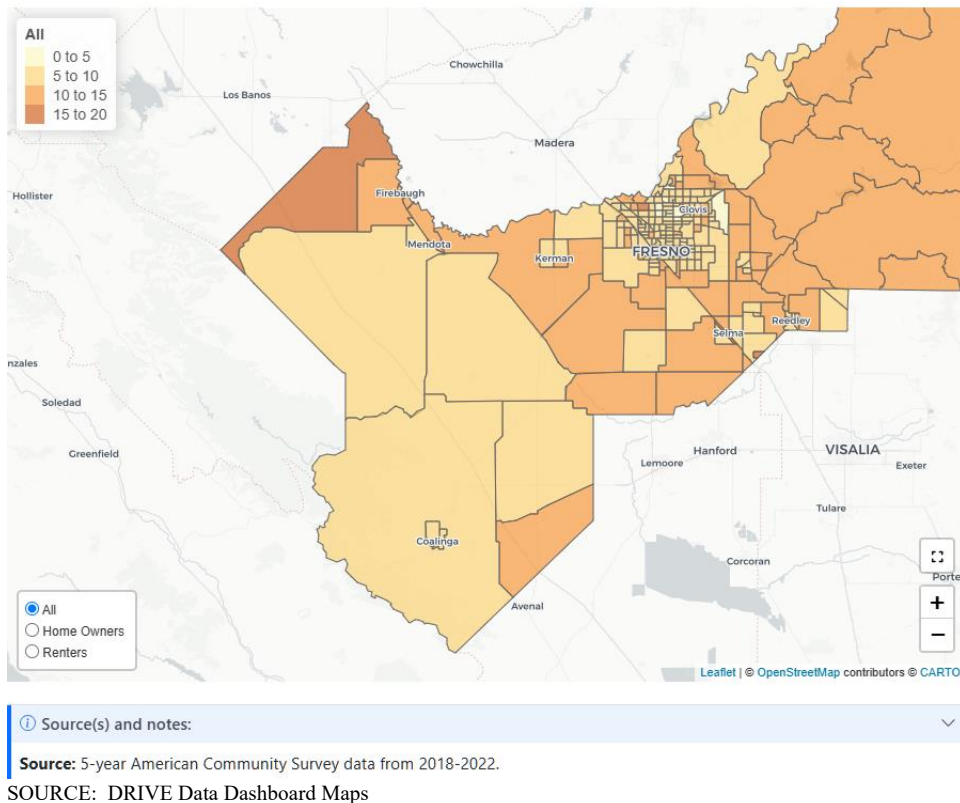 All
0 to 5
5 to 10
10 to 15
15 to 20
Chowchilla
Los Banos
Madera
Hollister
Firebaugh
Clovis
Mendota
Kerman
FRESNO
Reedley
Selma
nzales
Soledad
Greenfield
Hanford
VISALIA
Lemoore
Exeter
Tulare
Coalinga
Corcoran
Porte
Avenal
All
Home Owners
Renters
+
−
Leaflet | © OpenStreetMap contributors © CARTO
Source(s) and notes:
Source: 5-year American Community Survey data from 2018-2022.
SOURCE: DRIVE Data Dashboard Maps